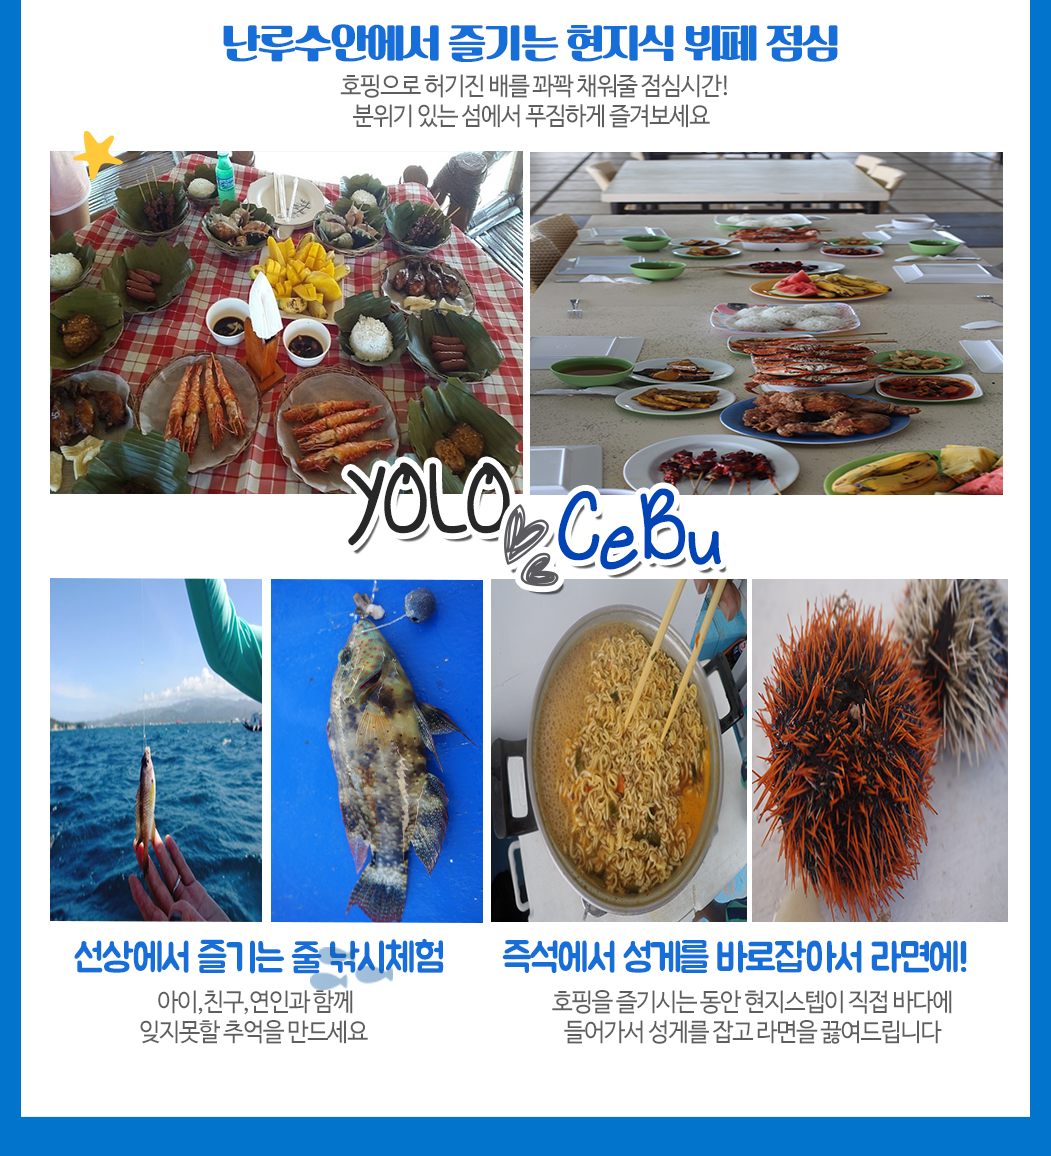 난루수안에서 즐기는 현지식 뷔페 점심
호핑으로 허기진 배를 꽈꽉 채워줄 점심시간!
분위기 있는 섬에서 푸짐하게 즐겨보세요
YOLO CeBu
선상에서 즐기는 줄 낚시체험
아이,친구,연인과 함께
잊지못할 추억을 만드세요
즉석에서 성게를 바로잡아서 라면에!
호핑을 즐기시는 동안 현지스텝이 직접 바다에
들어가서 성게를 잡고 라면을 끓여드립니다